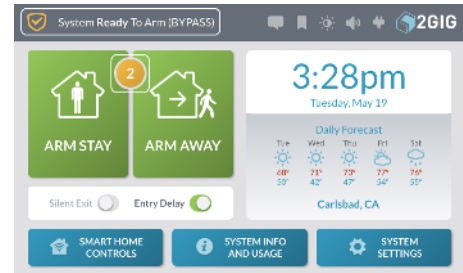 System Ready To Arm (BYPASS)
2GIG
2
ARM STAY
ARM AWAY
3:28pm
Tuesday, May 19
Daily Forecast
Tue Wed Thu Fri Sat
68° 71° 73° 77° 76°
50° 42° 47° 54° 55°
Carlsbad, CA
Silent Exit
Entry Delay
SMART HOME
CONTROLS
SYSTEM INFO
AND USAGE
SYSTEM
SETTINGS